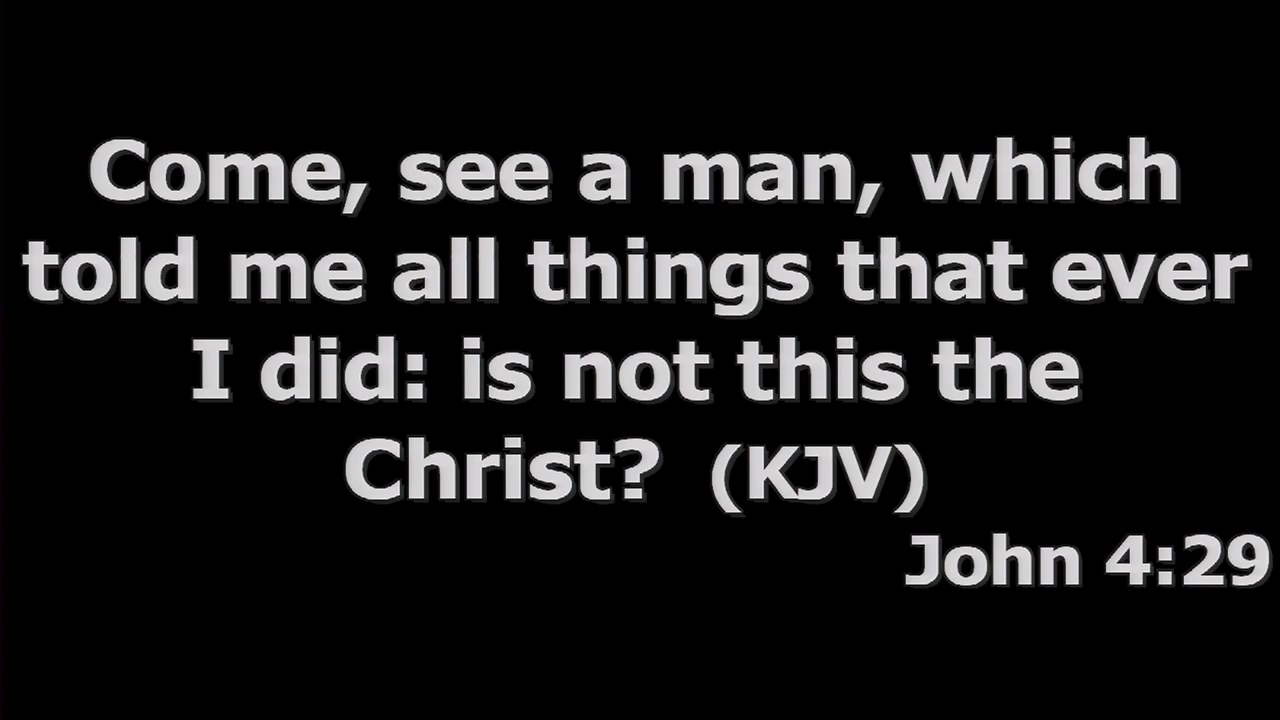 Come, see a man, which
told me all things that ever
I did: is not this the
Christ? (KJV)
John 4:29